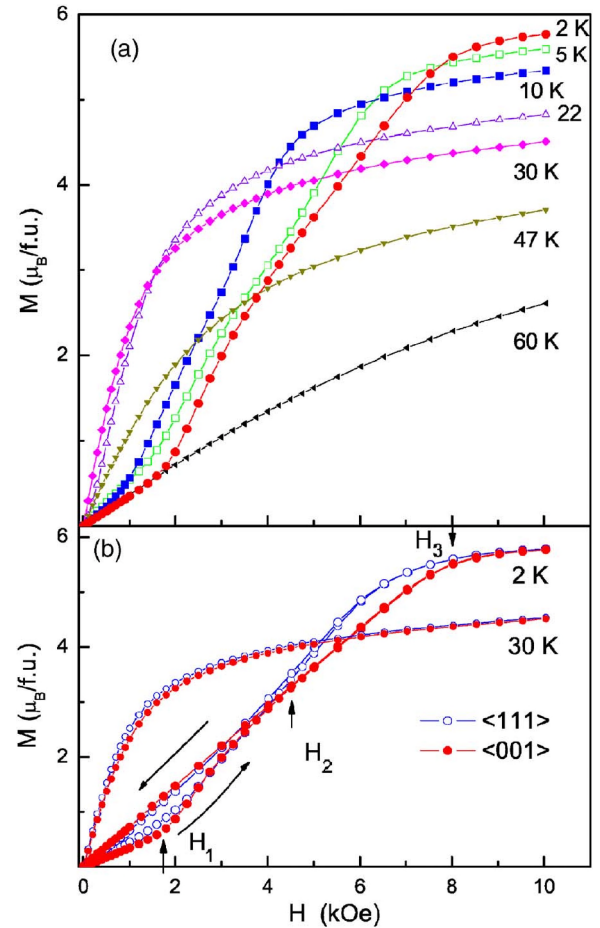 (a)
2 K
5 K
10 K
22
30 K
47 K
60 K
6
4
2
M (μB/f.u.)
(b)
H3
2 K
30 K
<111>
<001>
H2
H1
6
4
2
M (μB/f.u.)
0 2 4 6 8 10
H (kOe)